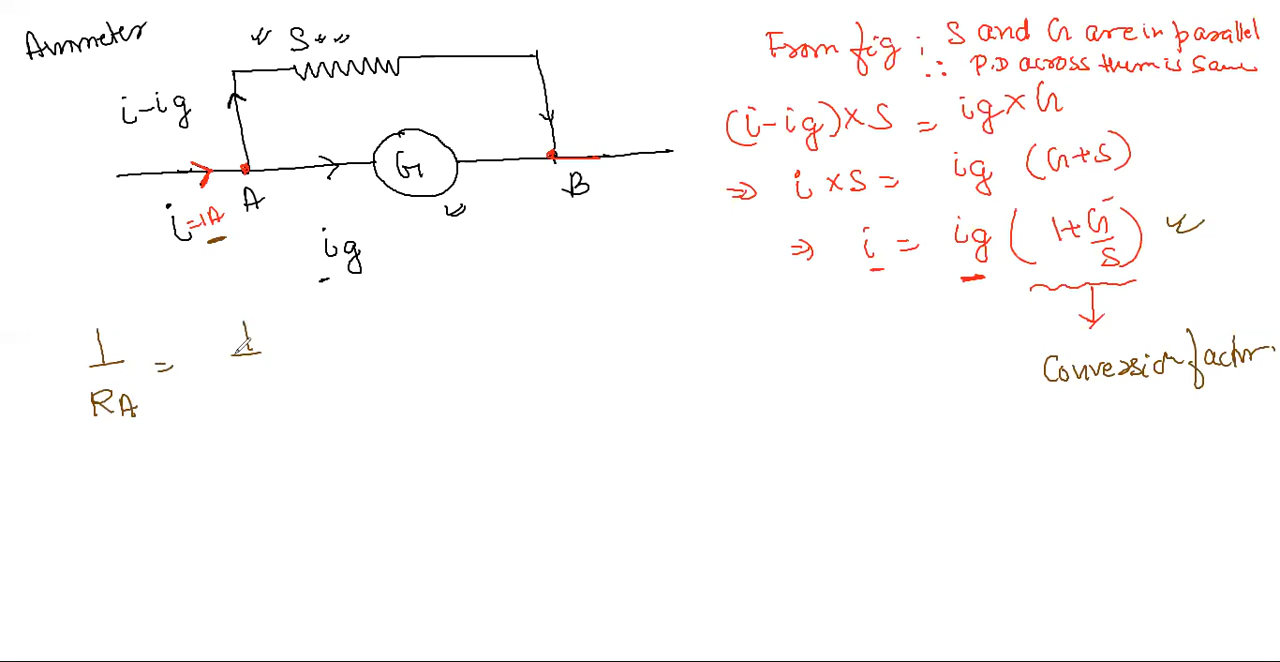 Ammeter
S
i-ig
G
A
B
i=1A
ig
From fig ; S and G are in parallel
∴ P.D across them is same
(i-ig)×S = ig×G
⇒ i×S = ig (G+S)
⇒ i = ig (1+G/S)
Conversion factor.
1/RA = 1